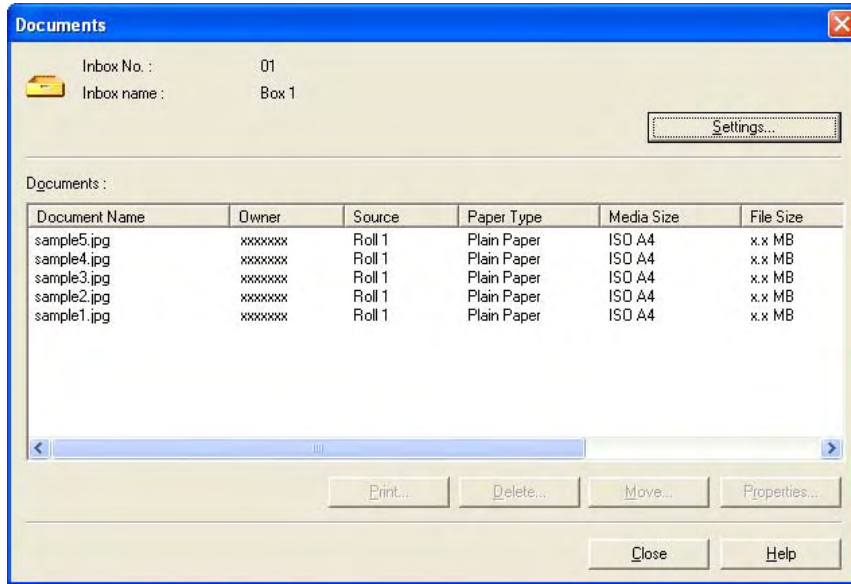 Documents
Inbox No. : 01
Inbox name : Box 1
Settings...
Documents :
Document Name Owner Source Paper Type Media Size File Size
sample5.jpg xxxxxxx Roll 1 Plain Paper ISO A4 x.x MB
sample4.jpg xxxxxxx Roll 1 Plain Paper ISO A4 x.x MB
sample3.jpg xxxxxxx Roll 1 Plain Paper ISO A4 x.x MB
sample2.jpg xxxxxxx Roll 1 Plain Paper ISO A4 x.x MB
sample1.jpg xxxxxxx Roll 1 Plain Paper ISO A4 x.x MB
Print... Delete... Move... Properties...
Close Help